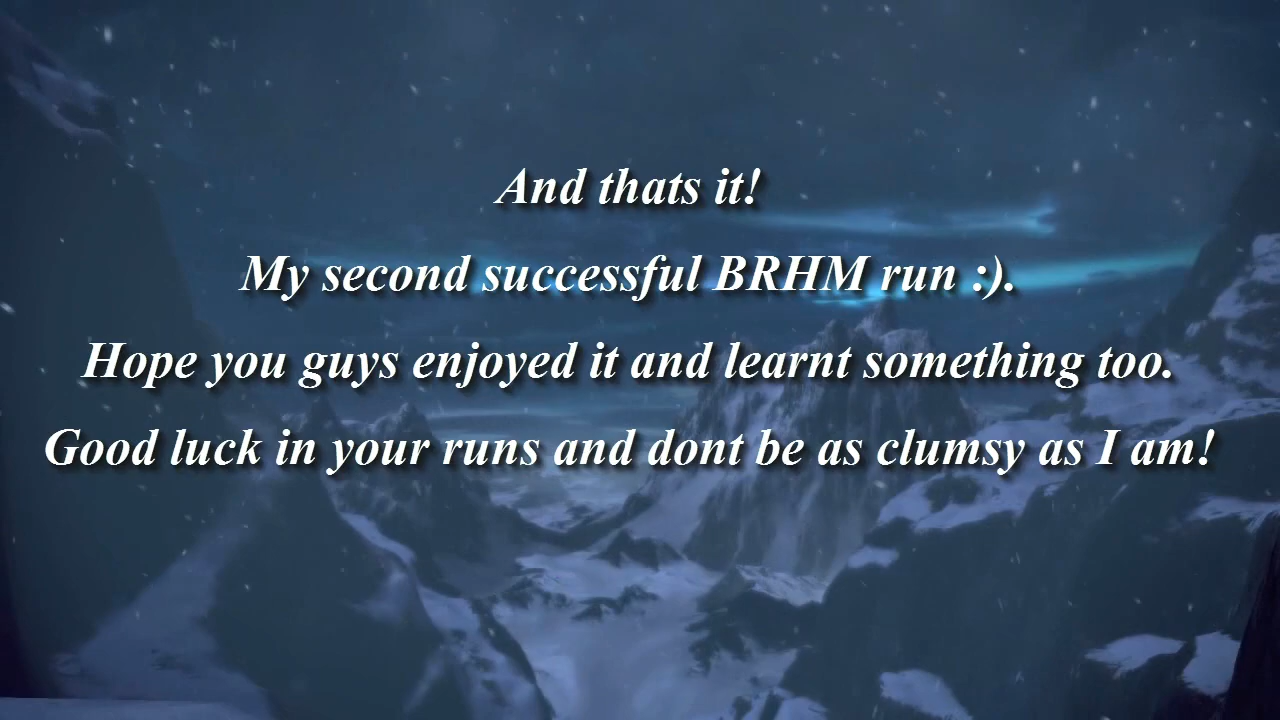 And thats it!
My second successful BRHM run :).
Hope you guys enjoyed it and learnt something too.
Good luck in your runs and dont be as clumsy as I am!